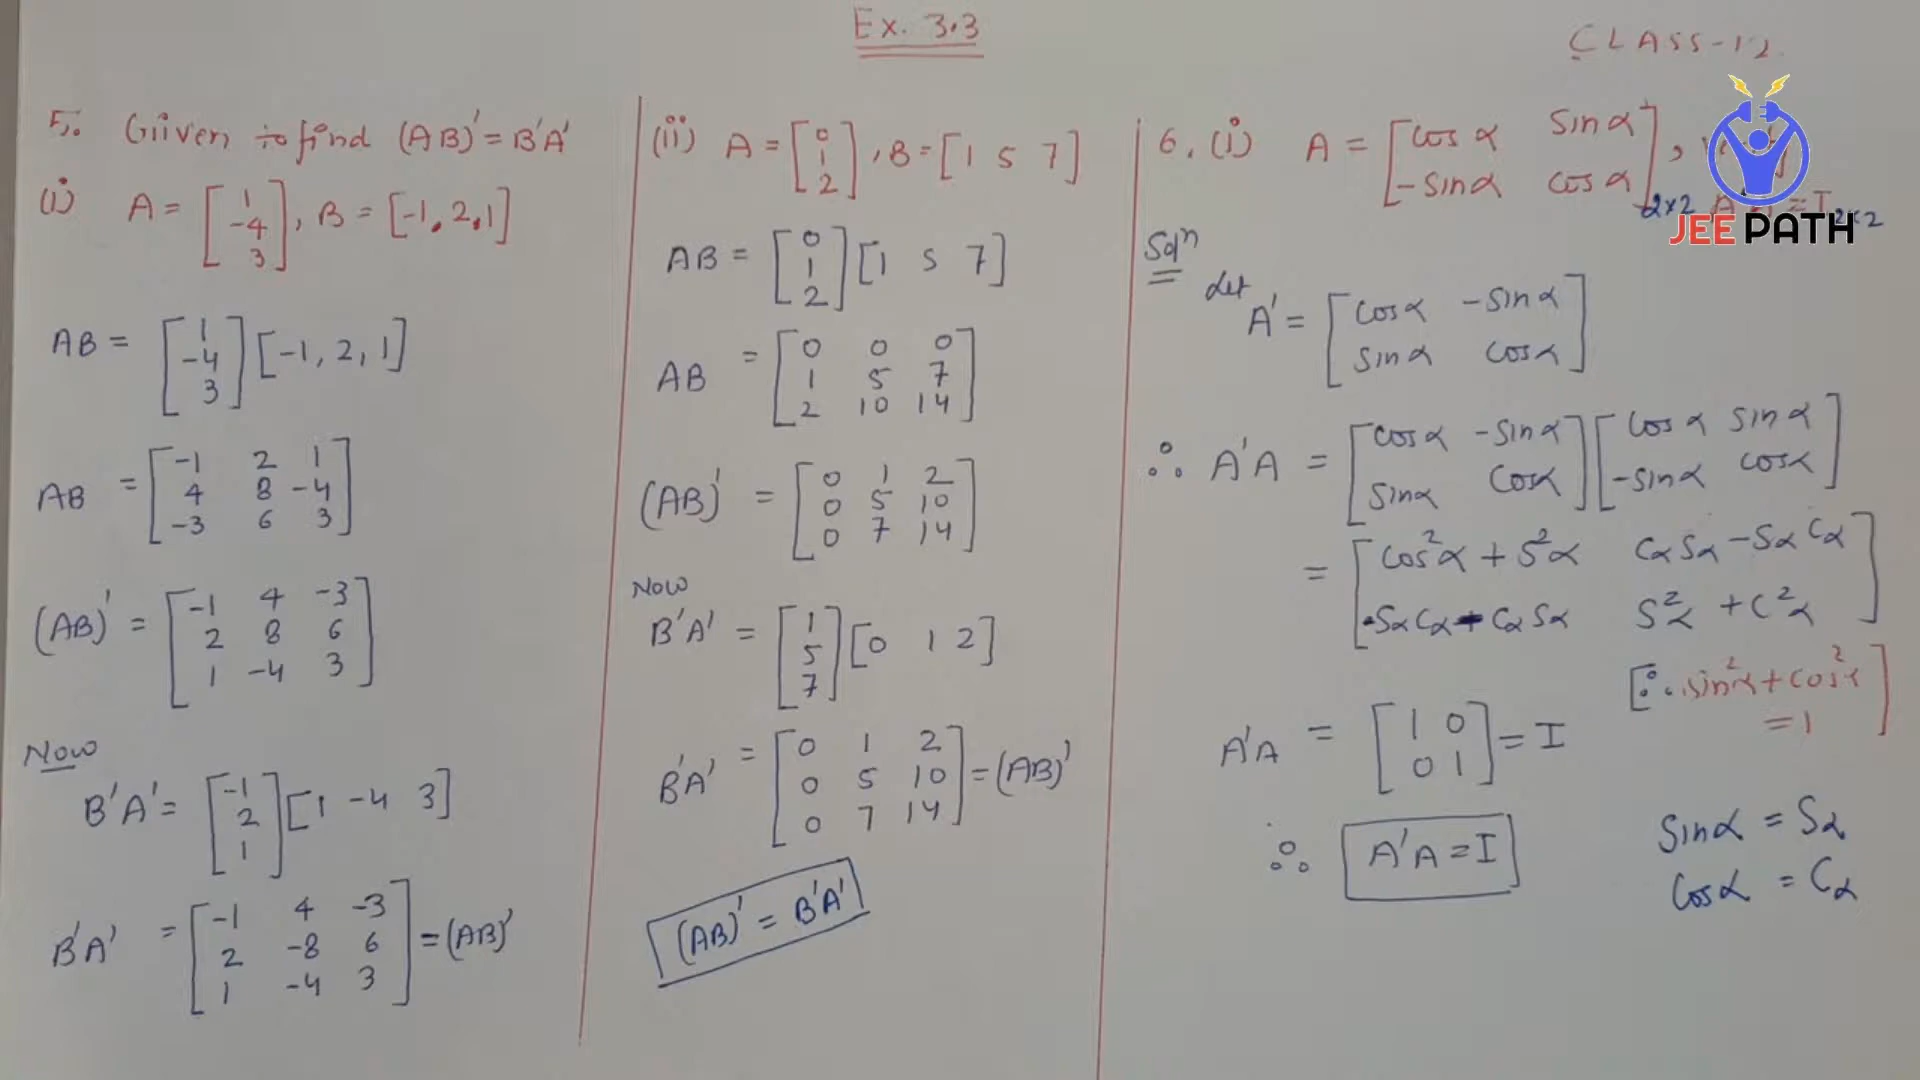 Ex. 3.3
CLASS-12
5. Giiven to find (AB)' = B'A'
(i) A = [1 -4 3], B = [-1, 2, 1]
AB = [1 -4 3] [-1, 2, 1]
AB = [-1 2 1
4 8 -4
-3 6 3]
(AB)' = [-1 4 -3
2 8 6
1 -4 3]
Now
B'A' = [-1 2 1] [1 -4 3]
B'A' = [-1 4 -3
2 -8 6
1 -4 3] = (AB)'
(ii) A = [0 1 2], B = [1 5 7]
AB = [0 1 2] [1 5 7]
AB = [0 0 0
1 5 7
2 10 14]
(AB)' = [0 1 2
0 5 10
0 7 14]
Now
B'A' = [1 5 7] [0 1 2]
B'A' = [0 1 2
0 5 10
0 7 14] = (AB)'
(AB)' = B'A'
6. (i) A = [cos α sin α
-sin α cos α] 2×2, = I 2×2
JEE PATH
Solⁿ
Let A' = [cos α -sin α
sin α cos α]
∴ A'A = [cos α -sin α
sin α cos α] [cos α sin α
-sin α cos α]
= [cos²α + S²α CαSα - SαCα
SαCα + CαSα S²α + C²α]
[∵ sin²α + cos²α = 1]
A'A = [1 0
0 1] = I
∴ A'A = I
Sin α = Sα
Cos α = Cα